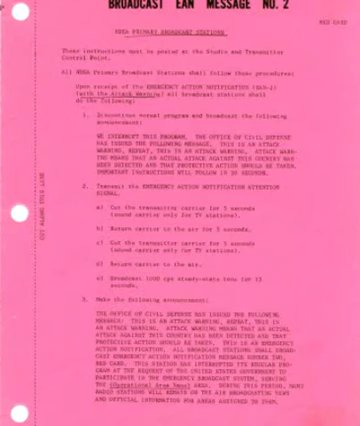 BROADCAST EAN MESSAGE NO. 2
RED CARD
AREA PRIMARY BROADCAST STATIONS
These instructions must be posted at the Studio and Transmitter
Control Point.
All AREA Primary Broadcast Stations shall follow these procedures:
Upon receipt of the EMERGENCY ACTION NOTIFICATION (EAN-2)
(with the Attack Warning) all broadcast stations shall
do the following:
1. Discontinue normal program and broadcast the following
announcement:
WE INTERRUPT THIS PROGRAM. THE OFFICE OF CIVIL DEFENSE
HAS ISSUED THE FOLLOWING MESSAGE. THIS IS AN ATTACK
WARNING, REPEAT, THIS IS AN ATTACK WARNING. ATTACK WARN-
ING MEANS THAT AN ACTUAL ATTACK AGAINST THIS COUNTRY HAS
BEEN DETECTED AND THAT PROTECTIVE ACTION SHOULD BE TAKEN.
IMPORTANT INSTRUCTIONS WILL FOLLOW IN 30 SECONDS.
2. Transmit the EMERGENCY ACTION NOTIFICATION ATTENTION
SIGNAL.
a) Cut the transmitter carrier for 5 seconds
(sound carrier only for TV stations).
b) Return carrier to the air for 5 seconds.
c) Cut the transmitter carrier for 5 seconds
(sound carrier only for TV stations).
d) Return carrier to the air.
e) Broadcast 1000 cps steady-state tone for 15
seconds.
3. Make the following announcement:
THE OFFICE OF CIVIL DEFENSE HAS ISSUED THE FOLLOWING
MESSAGE: THIS IS AN ATTACK WARNING, REPEAT, THIS IS
AN ATTACK WARNING. ATTACK WARNING MEANS THAT AN ACTUAL
ATTACK AGAINST THIS COUNTRY HAS BEEN DETECTED AND THAT
PROTECTIVE ACTION SHOULD BE TAKEN. THIS IS AN EMERGENCY
ACTION NOTIFICATION. ALL BROADCAST STATIONS SHALL BROAD-
CAST EMERGENCY ACTION NOTIFICATION MESSAGE NUMBER TWO,
RED CARD. THIS STATION HAS INTERRUPTED ITS REGULAR PRO-
GRAM AT THE REQUEST OF THE UNITED STATES GOVERNMENT TO
PARTICIPATE IN THE EMERGENCY BROADCAST SYSTEM, SERVING
THE (Operational Area Name) AREA. DURING THIS PERIOD, MANY
RADIO STATIONS WILL REMAIN ON THE AIR BROADCASTING NEWS
AND OFFICIAL INFORMATION FOR AREAS ASSIGNED TO THEM.
CUT ALONG THIS LINE